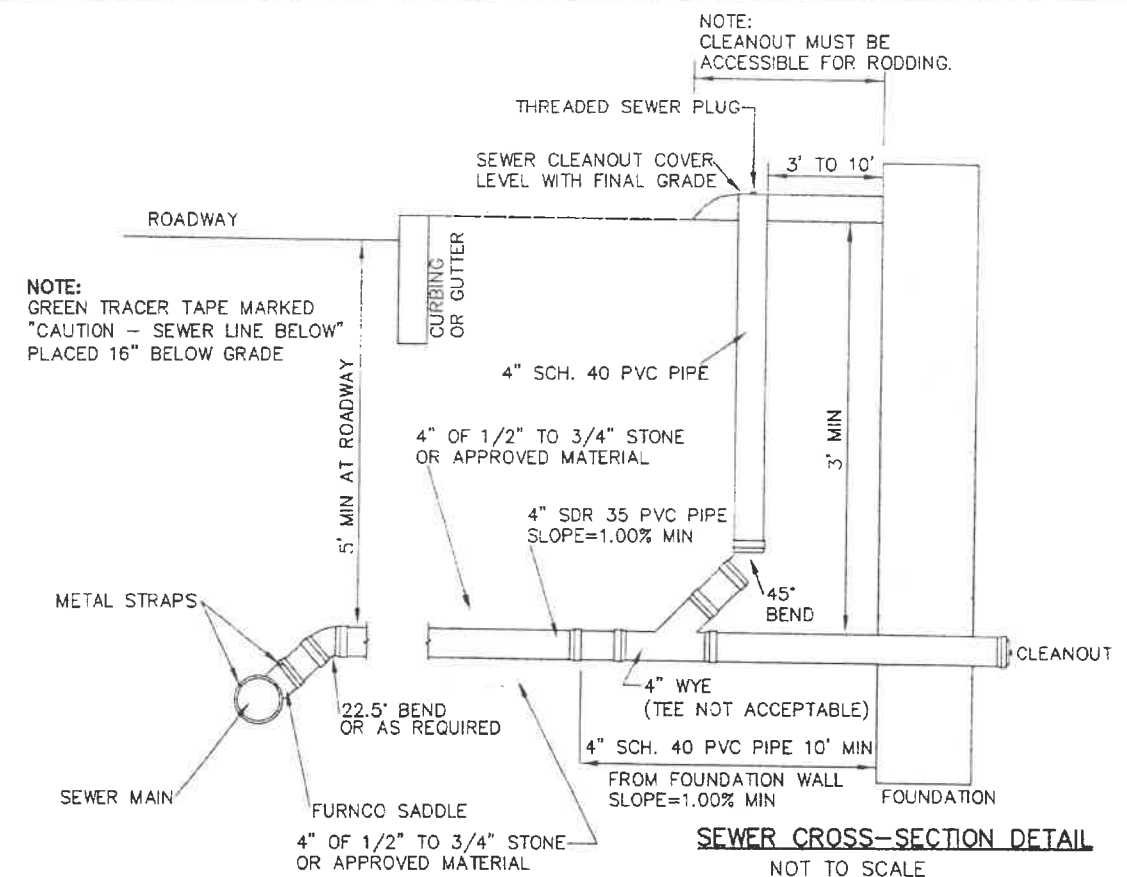 NOTE:
CLEANOUT MUST BE
ACCESSIBLE FOR RODDING.
THREADED SEWER PLUG
SEWER CLEANOUT COVER
LEVEL WITH FINAL GRADE
3' TO 10'
ROADWAY
CURBING
OR GUTTER
NOTE:
GREEN TRACER TAPE MARKED
"CAUTION - SEWER LINE BELOW"
PLACED 16" BELOW GRADE
5' MIN AT ROADWAY
4" SCH. 40 PVC PIPE
3' MIN
4" OF 1/2" TO 3/4" STONE
OR APPROVED MATERIAL
4" SDR 35 PVC PIPE
SLOPE=1.00% MIN
45°
BEND
METAL STRAPS
CLEANOUT
4" WYE
(TEE NOT ACCEPTABLE)
22.5° BEND
OR AS REQUIRED
4" SCH. 40 PVC PIPE 10' MIN
FROM FOUNDATION WALL
SLOPE=1.00% MIN
SEWER MAIN
FURNCO SADDLE
FOUNDATION
4" OF 1/2" TO 3/4" STONE
OR APPROVED MATERIAL
SEWER CROSS-SECTION DETAIL
NOT TO SCALE